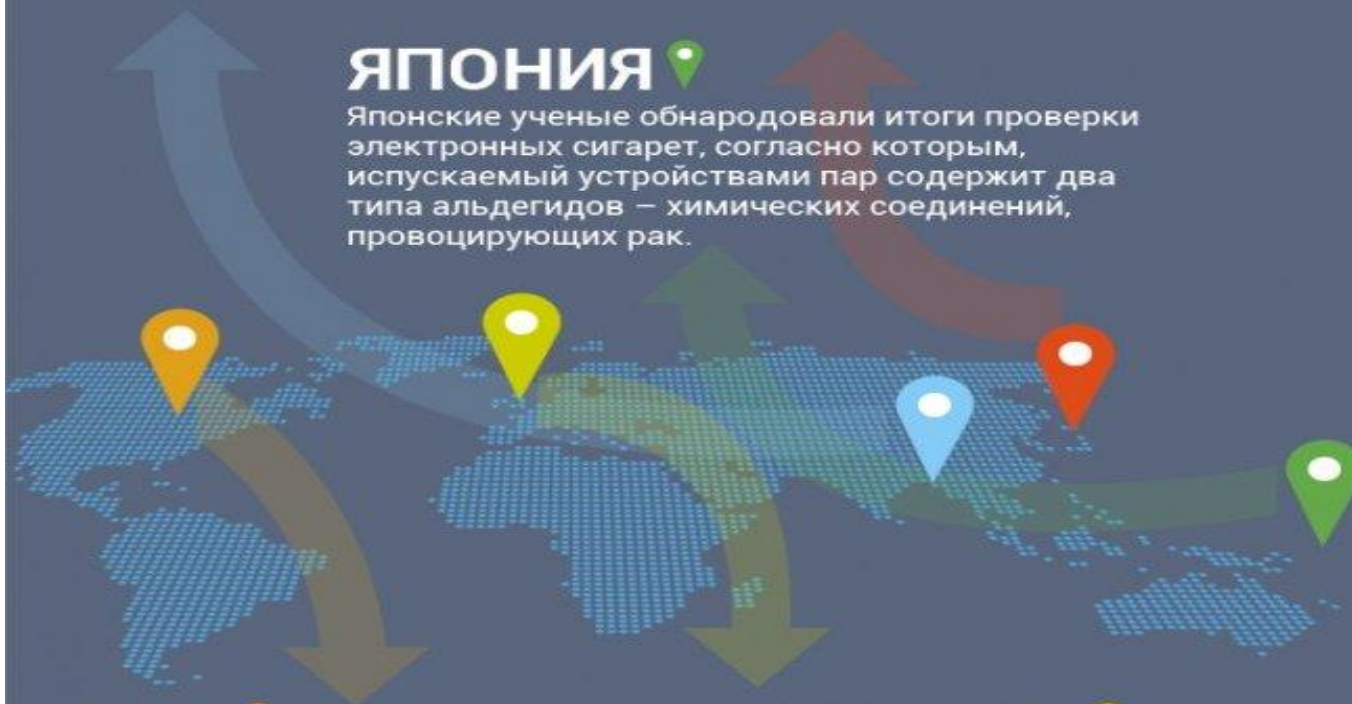 ЯПОНИЯ
Японские ученые обнародовали итоги проверки
электронных сигарет, согласно которым,
испускаемый устройствами пар содержит два
типа альдегидов – химических соединений,
провоцирующих рак.